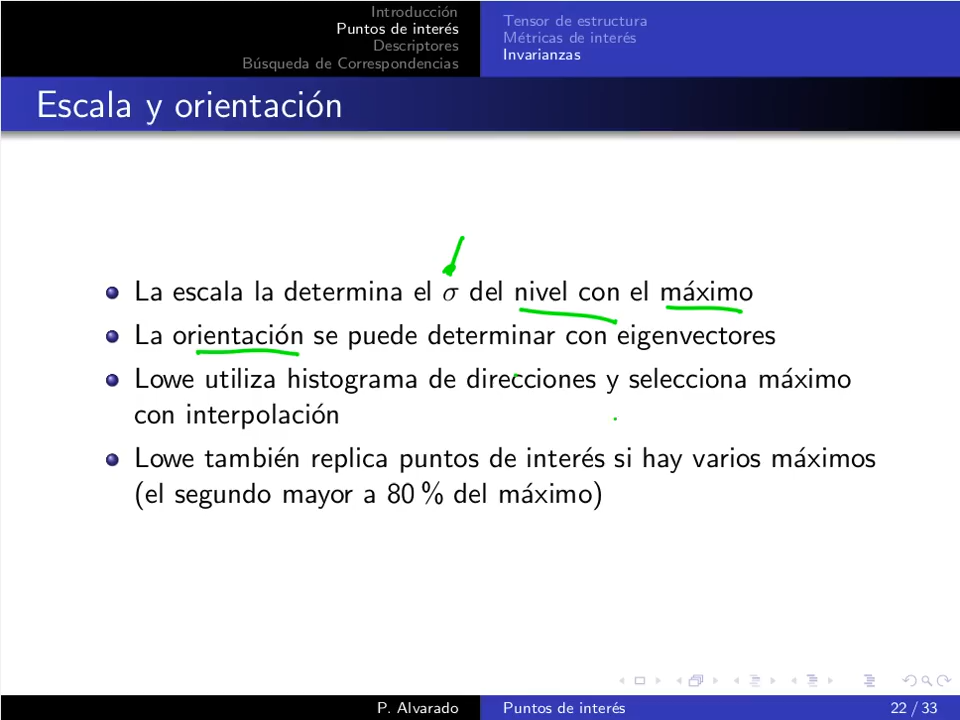 Introducción
Puntos de interés
Descriptores
Búsqueda de Correspondencias
Tensor de estructura
Métricas de interés
Invarianzas
Escala y orientación
La escala la determina el σ del nivel con el máximo
La orientación se puede determinar con eigenvectores
Lowe utiliza histograma de direcciones y selecciona máximo
con interpolación
Lowe también replica puntos de interés si hay varios máximos
(el segundo mayor a 80 % del máximo)
P. Alvarado
Puntos de interés
22 / 33